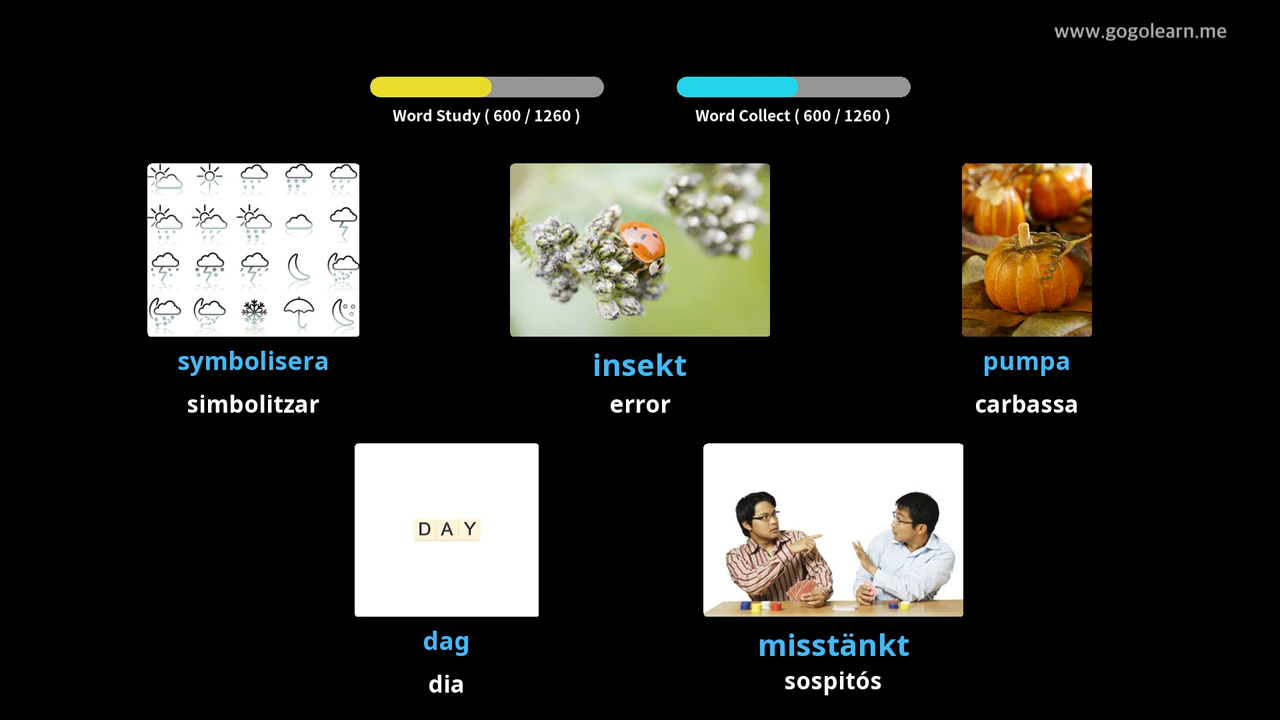 www.gogolearn.me
Word Study ( 600 / 1260 )
Word Collect ( 600 / 1260 )
symbolisera
simbolitzar
insekt
error
pumpa
carbassa
DAY
dag
dia
misstänkt
sospitós